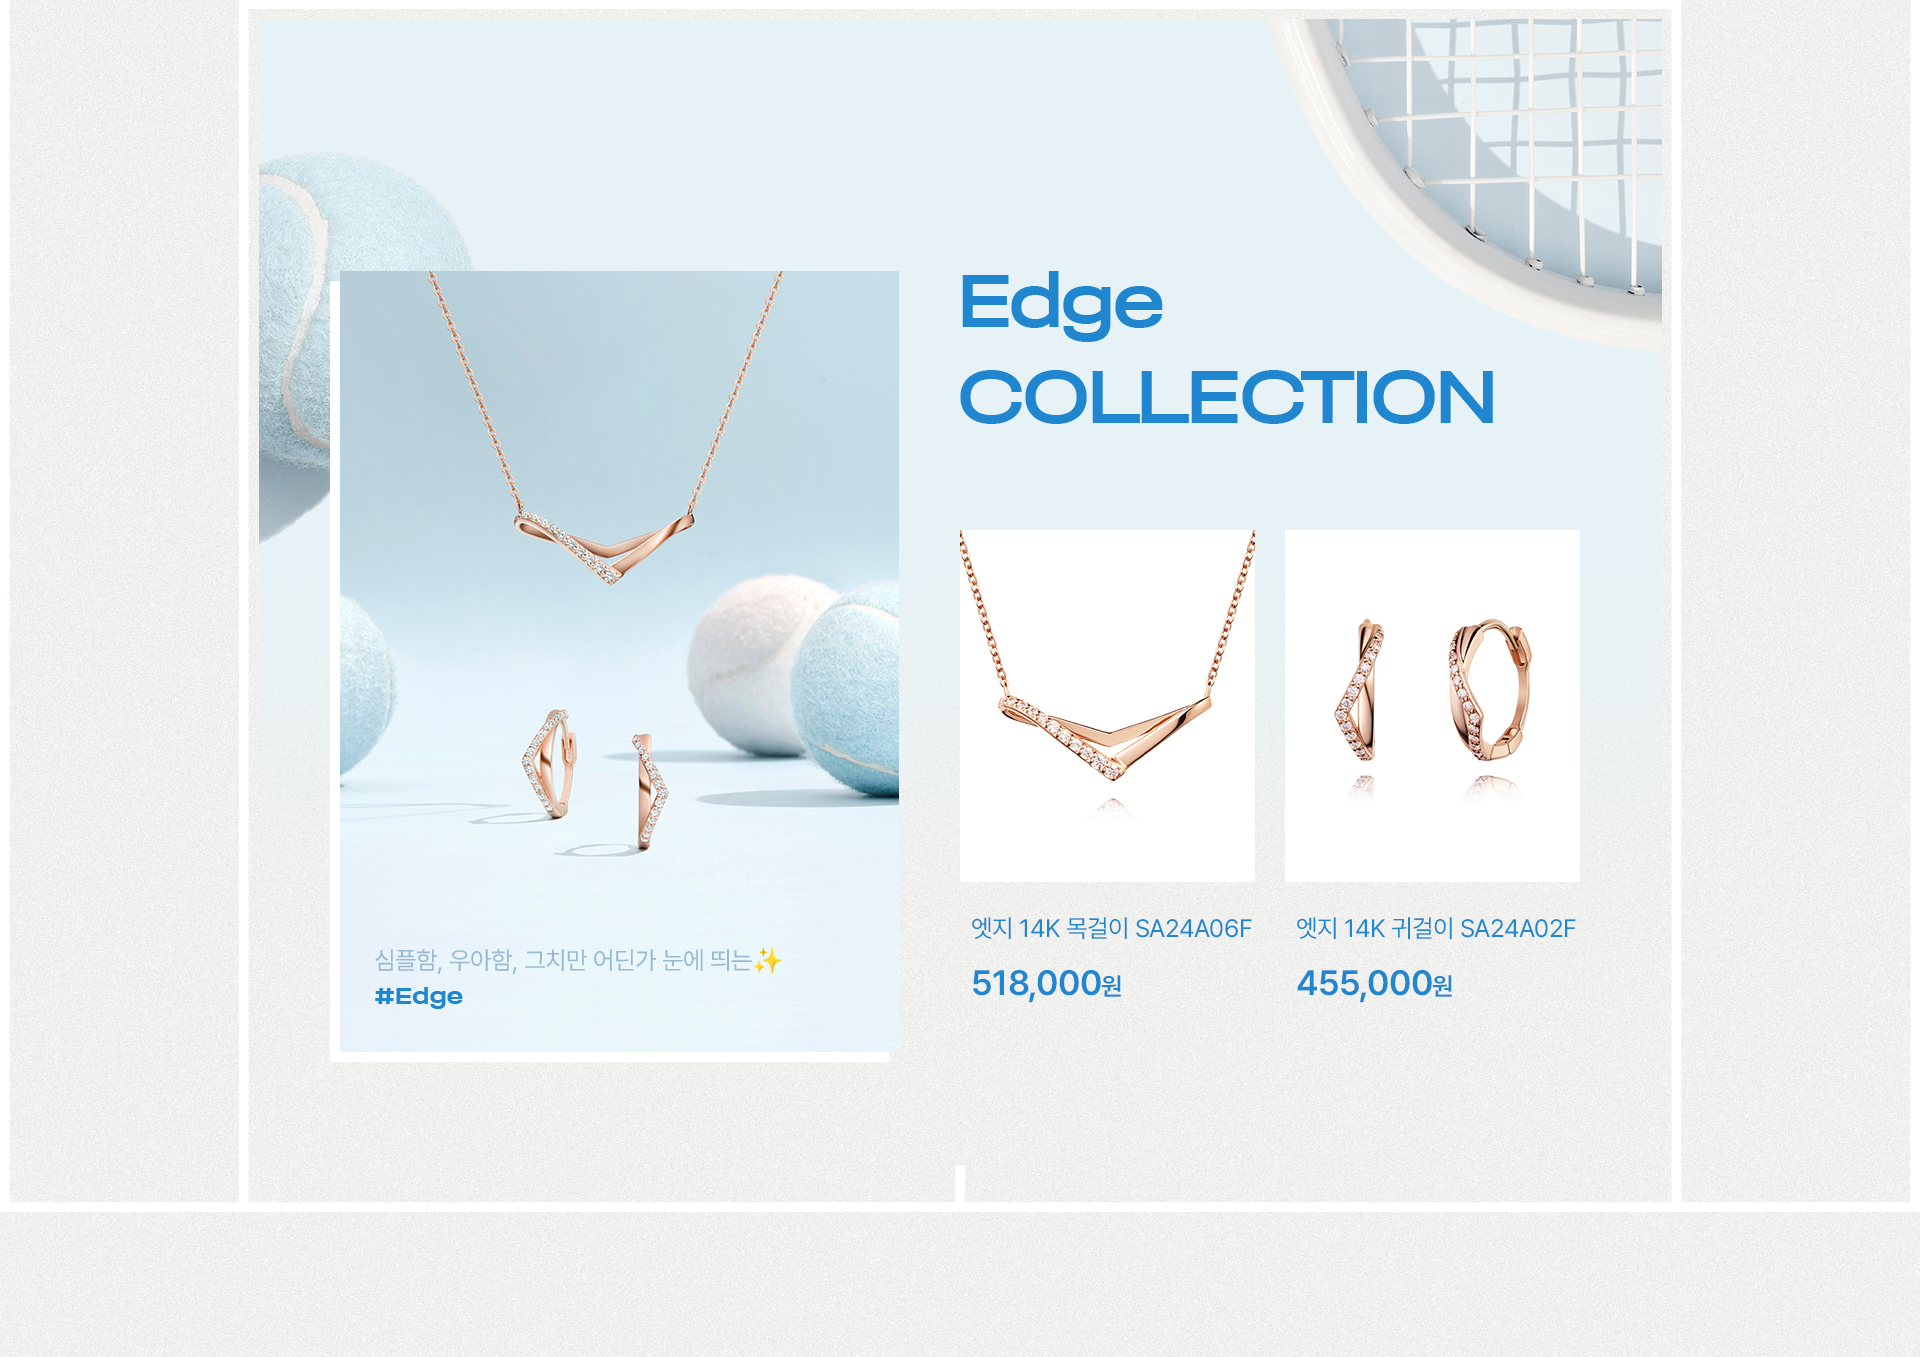 Edge
COLLECTION
심플함, 우아함, 그치만 어딘가 눈에 띄는✨
#Edge
엣지 14K 목걸이 SA24A06F
518,000원
엣지 14K 귀걸이 SA24A02F
455,000원